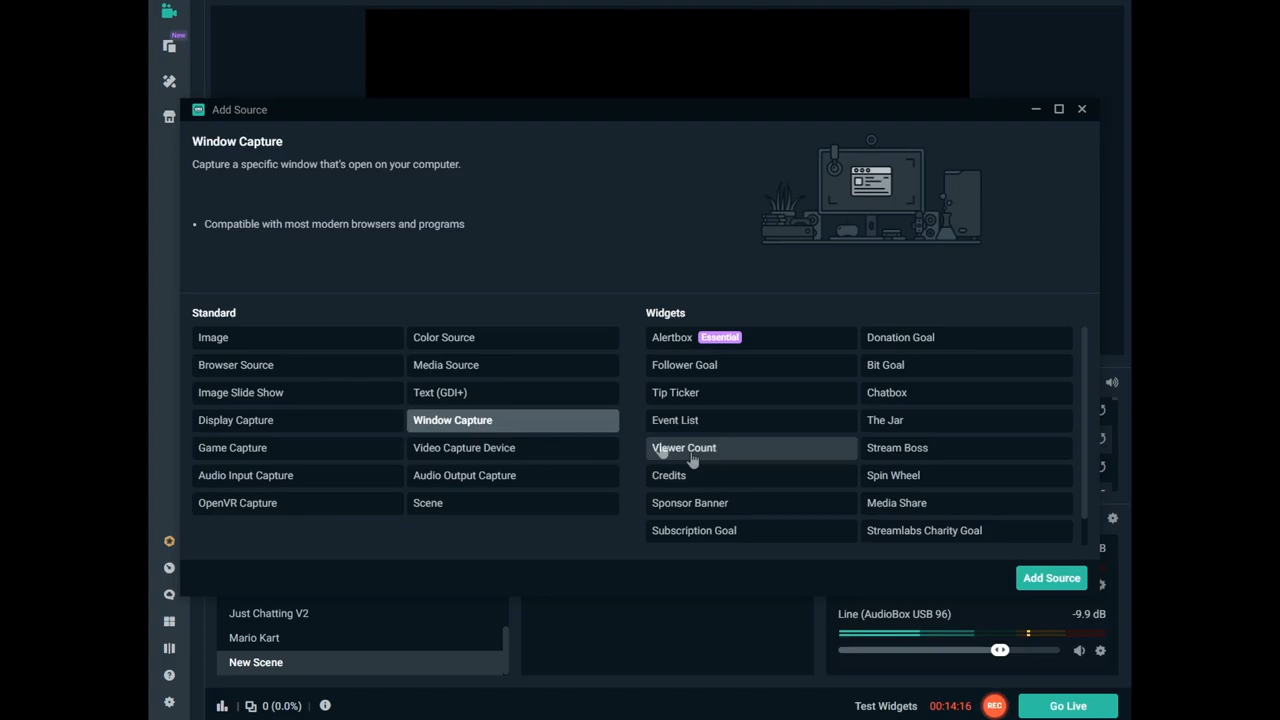 New
Add Source
Window Capture
Capture a specific window that's open on your computer.
• Compatible with most modern browsers and programs
Standard
Widgets
Image
Color Source
Alertbox Essential
Donation Goal
Browser Source
Media Source
Follower Goal
Bit Goal
Image Slide Show
Text (GDI+)
Tip Ticker
Chatbox
Display Capture
Window Capture
Event List
The Jar
Game Capture
Video Capture Device
Viewer Count
Stream Boss
Audio Input Capture
Audio Output Capture
Credits
Spin Wheel
OpenVR Capture
Scene
Sponsor Banner
Media Share
Subscription Goal
Streamlabs Charity Goal
Add Source
Just Chatting V2
Mario Kart
New Scene
Line (AudioBox USB 96) -9.9 dB
0 (0.0%)
Test Widgets 00:14:16 REC Go Live